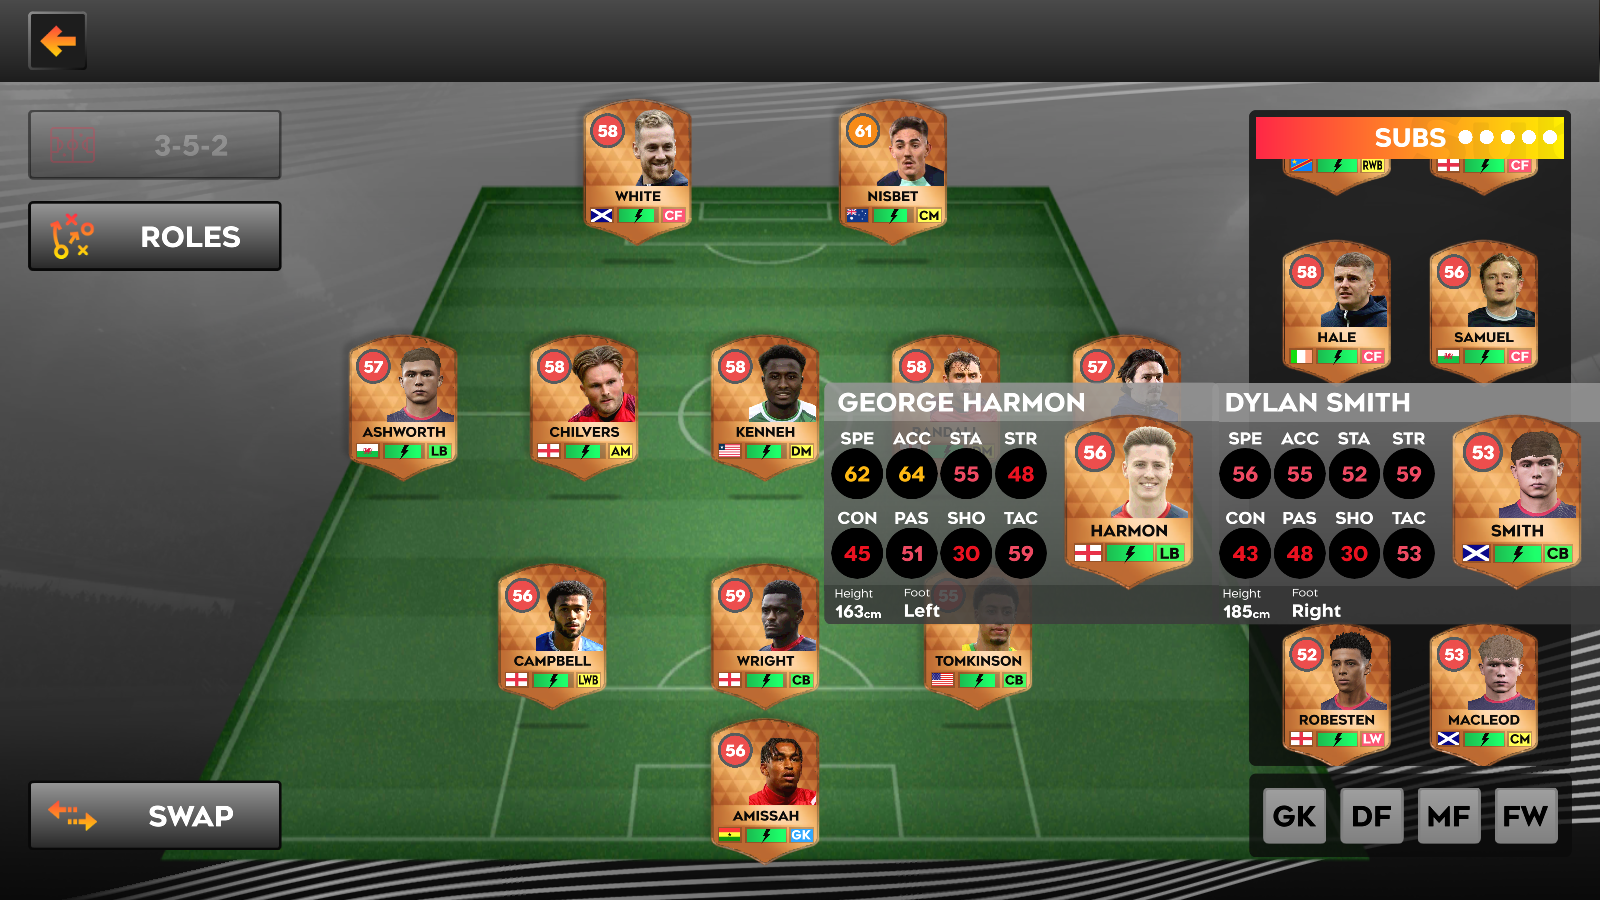 3-5-2
ROLES
SWAP
58
WHITE
CF
61
NISBET
CM
57
ASHWORTH
LB
58
CHILVERS
AM
58
KENNEH
DM
58
RANDALL
DM
57
56
CAMPBELL
LWB
59
WRIGHT
CB
55
TOMKINSON
CB
56
AMISSAH
GK
GEORGE HARMON
SPE ACC STA STR
62 64 55 48
CON PAS SHO TAC
45 51 30 59
Height Foot
163cm Left
56
HARMON
LB
DYLAN SMITH
SPE ACC STA STR
56 55 52 59
CON PAS SHO TAC
43 48 30 53
Height Foot
185cm Right
53
SMITH
CB
SUBS
RWB CF
58 56
HALE SAMUEL
CF CF
52 53
ROBESTEN MACLEOD
LW CM
GK DF MF FW